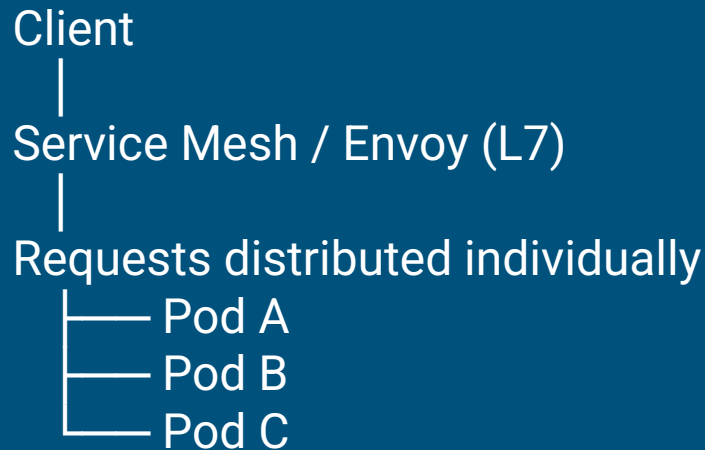 Client
│
Service Mesh / Envoy (L7)
│
Requests distributed individually
├── Pod A
├── Pod B
└── Pod C